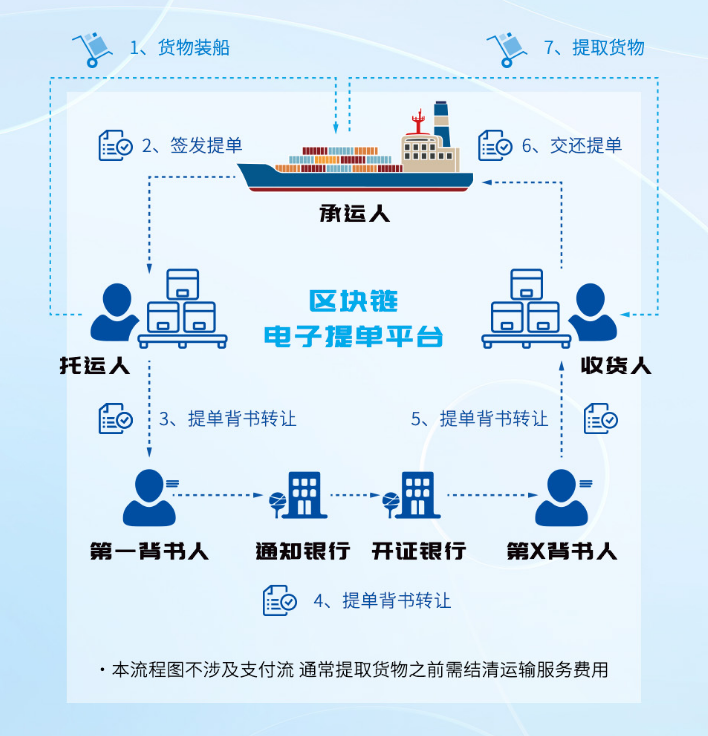 1、货物装船
7、提取货物
2、签发提单
6、交还提单
承运人
区块链
电子提单平台
托运人
收货人
3、提单背书转让
5、提单背书转让
第一背书人
通知银行
开证银行
第X背书人
4、提单背书转让
·本流程图不涉及支付流 通常提取货物之前需结清运输服务费用